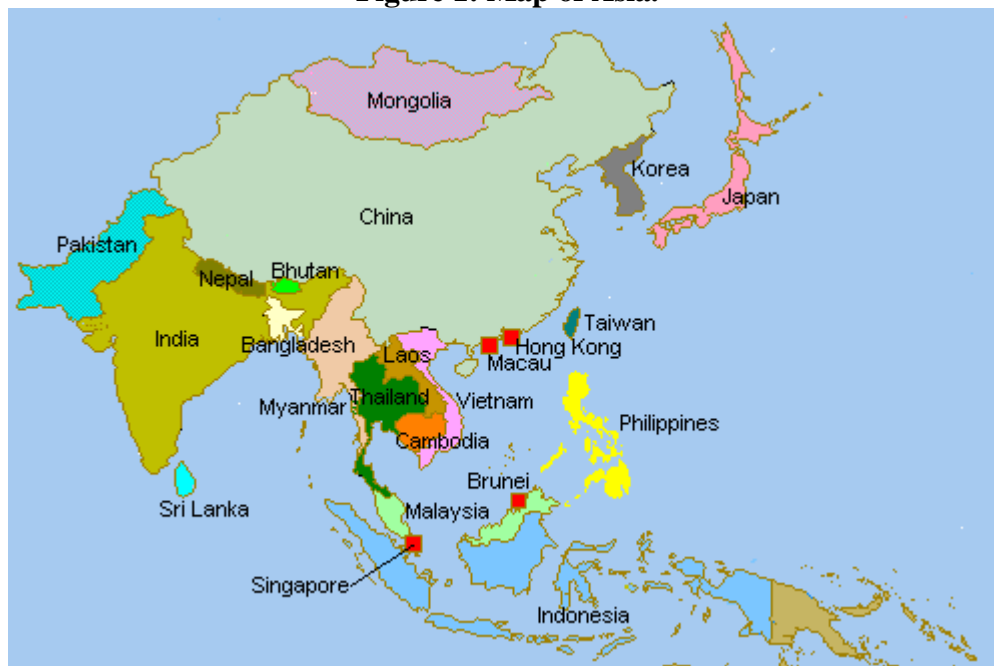 Figure Map of Asia.
Mongolia
Korea
Japan
China
Pakistan
Nepal
Bhutan
India
Bangladesh
Taiwan
Hong Kong
Macau
Laos
Thailand
Myanmar
Vietnam
Cambodia
Philippines
Brunei
Sri Lanka
Malaysia
Singapore
Indonesia